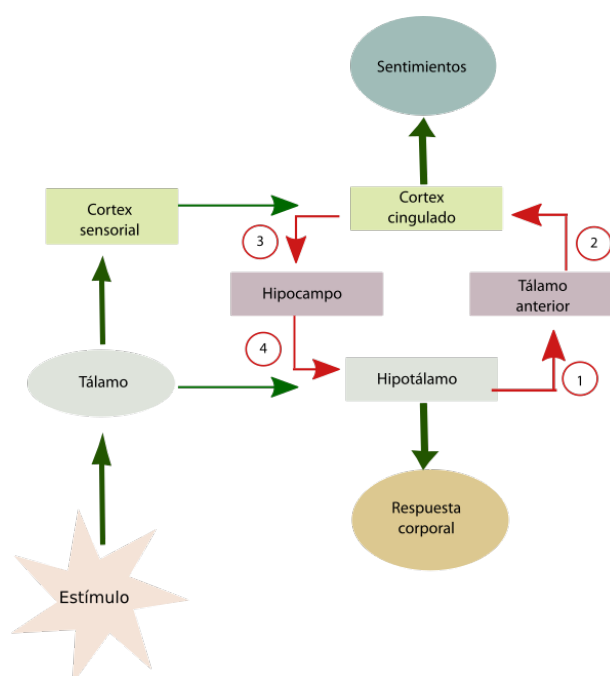 Sentimientos
Cortex
sensorial
Cortex
cingulado
3
2
Hipocampo
Tálamo
anterior
4
Tálamo
Hipotálamo
1
Respuesta
corporal
Estímulo